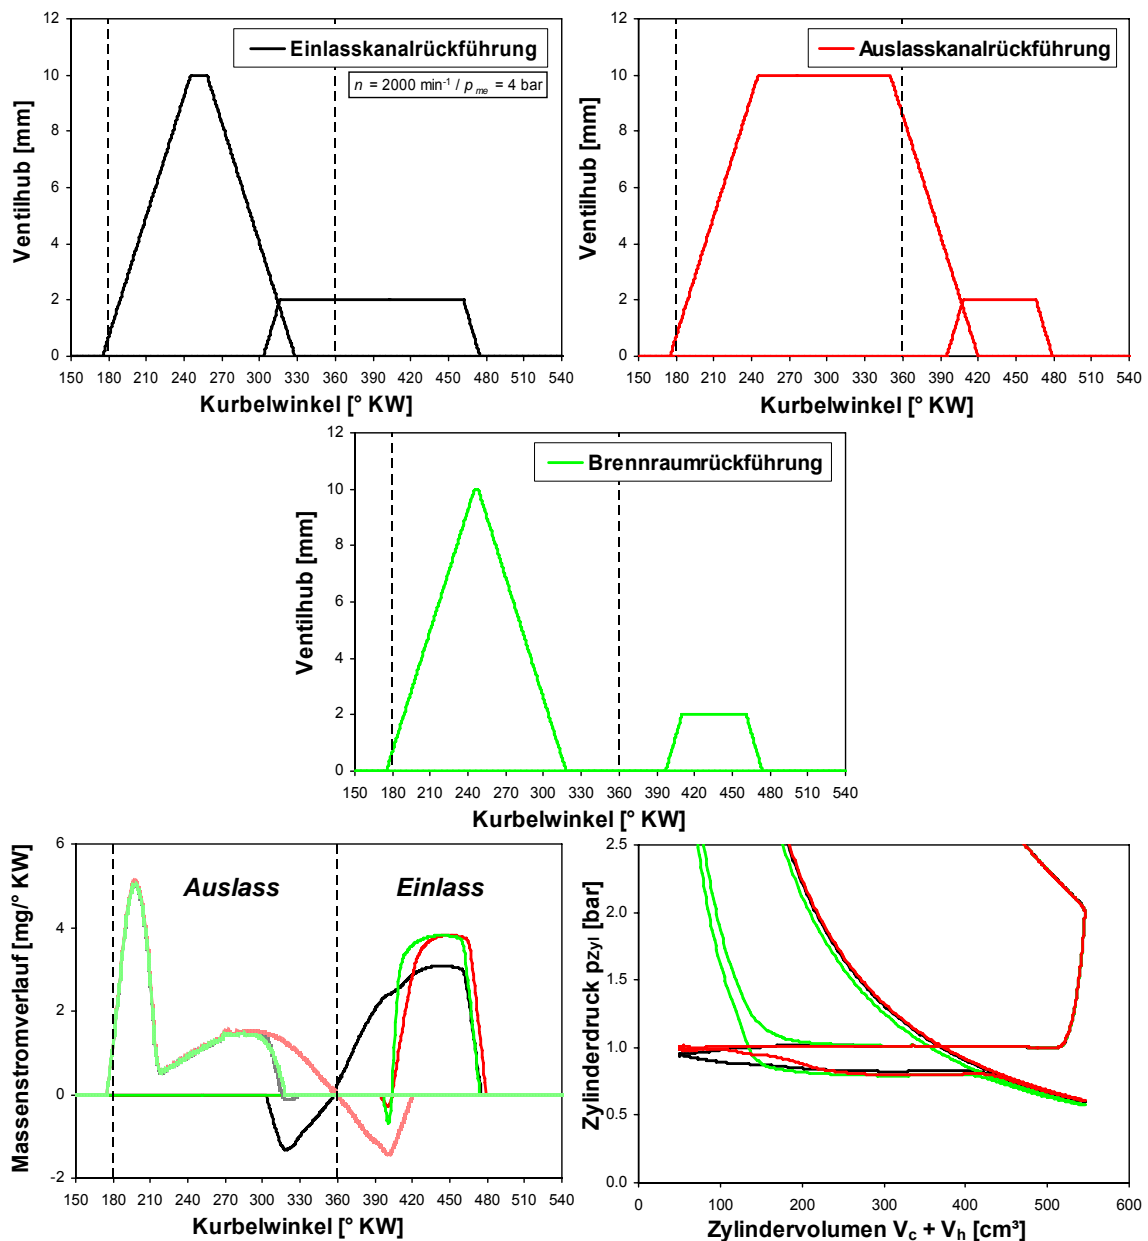 12
10
8
6
4
2
0
Ventilhub [mm]
Einlasskanalrückführung
n = 2000 min⁻¹ / p me = 4 bar
150 180 210 240 270 300 330 360 390 420 450 480 510 540
Kurbelwinkel [° KW]
12
10
8
6
4
2
0
Ventilhub [mm]
Auslasskanalrückführung
150 180 210 240 270 300 330 360 390 420 450 480 510 540
Kurbelwinkel [° KW]
12
10
8
6
4
2
0
Ventilhub [mm]
Brennraumrückführung
150 180 210 240 270 300 330 360 390 420 450 480 510 540
Kurbelwinkel [° KW]
6
4
2
0
-2
Massenstromverlauf [mg/° KW]
Auslass Einlass
150 180 210 240 270 300 330 360 390 420 450 480 510 540
Kurbelwinkel [° KW]
2.5
2.0
1.5
1.0
0.5
0.0
Zylinderdruck pZyl [bar]
0 100 200 300 400 500 600
Zylindervolumen Vc + Vh [cm³]